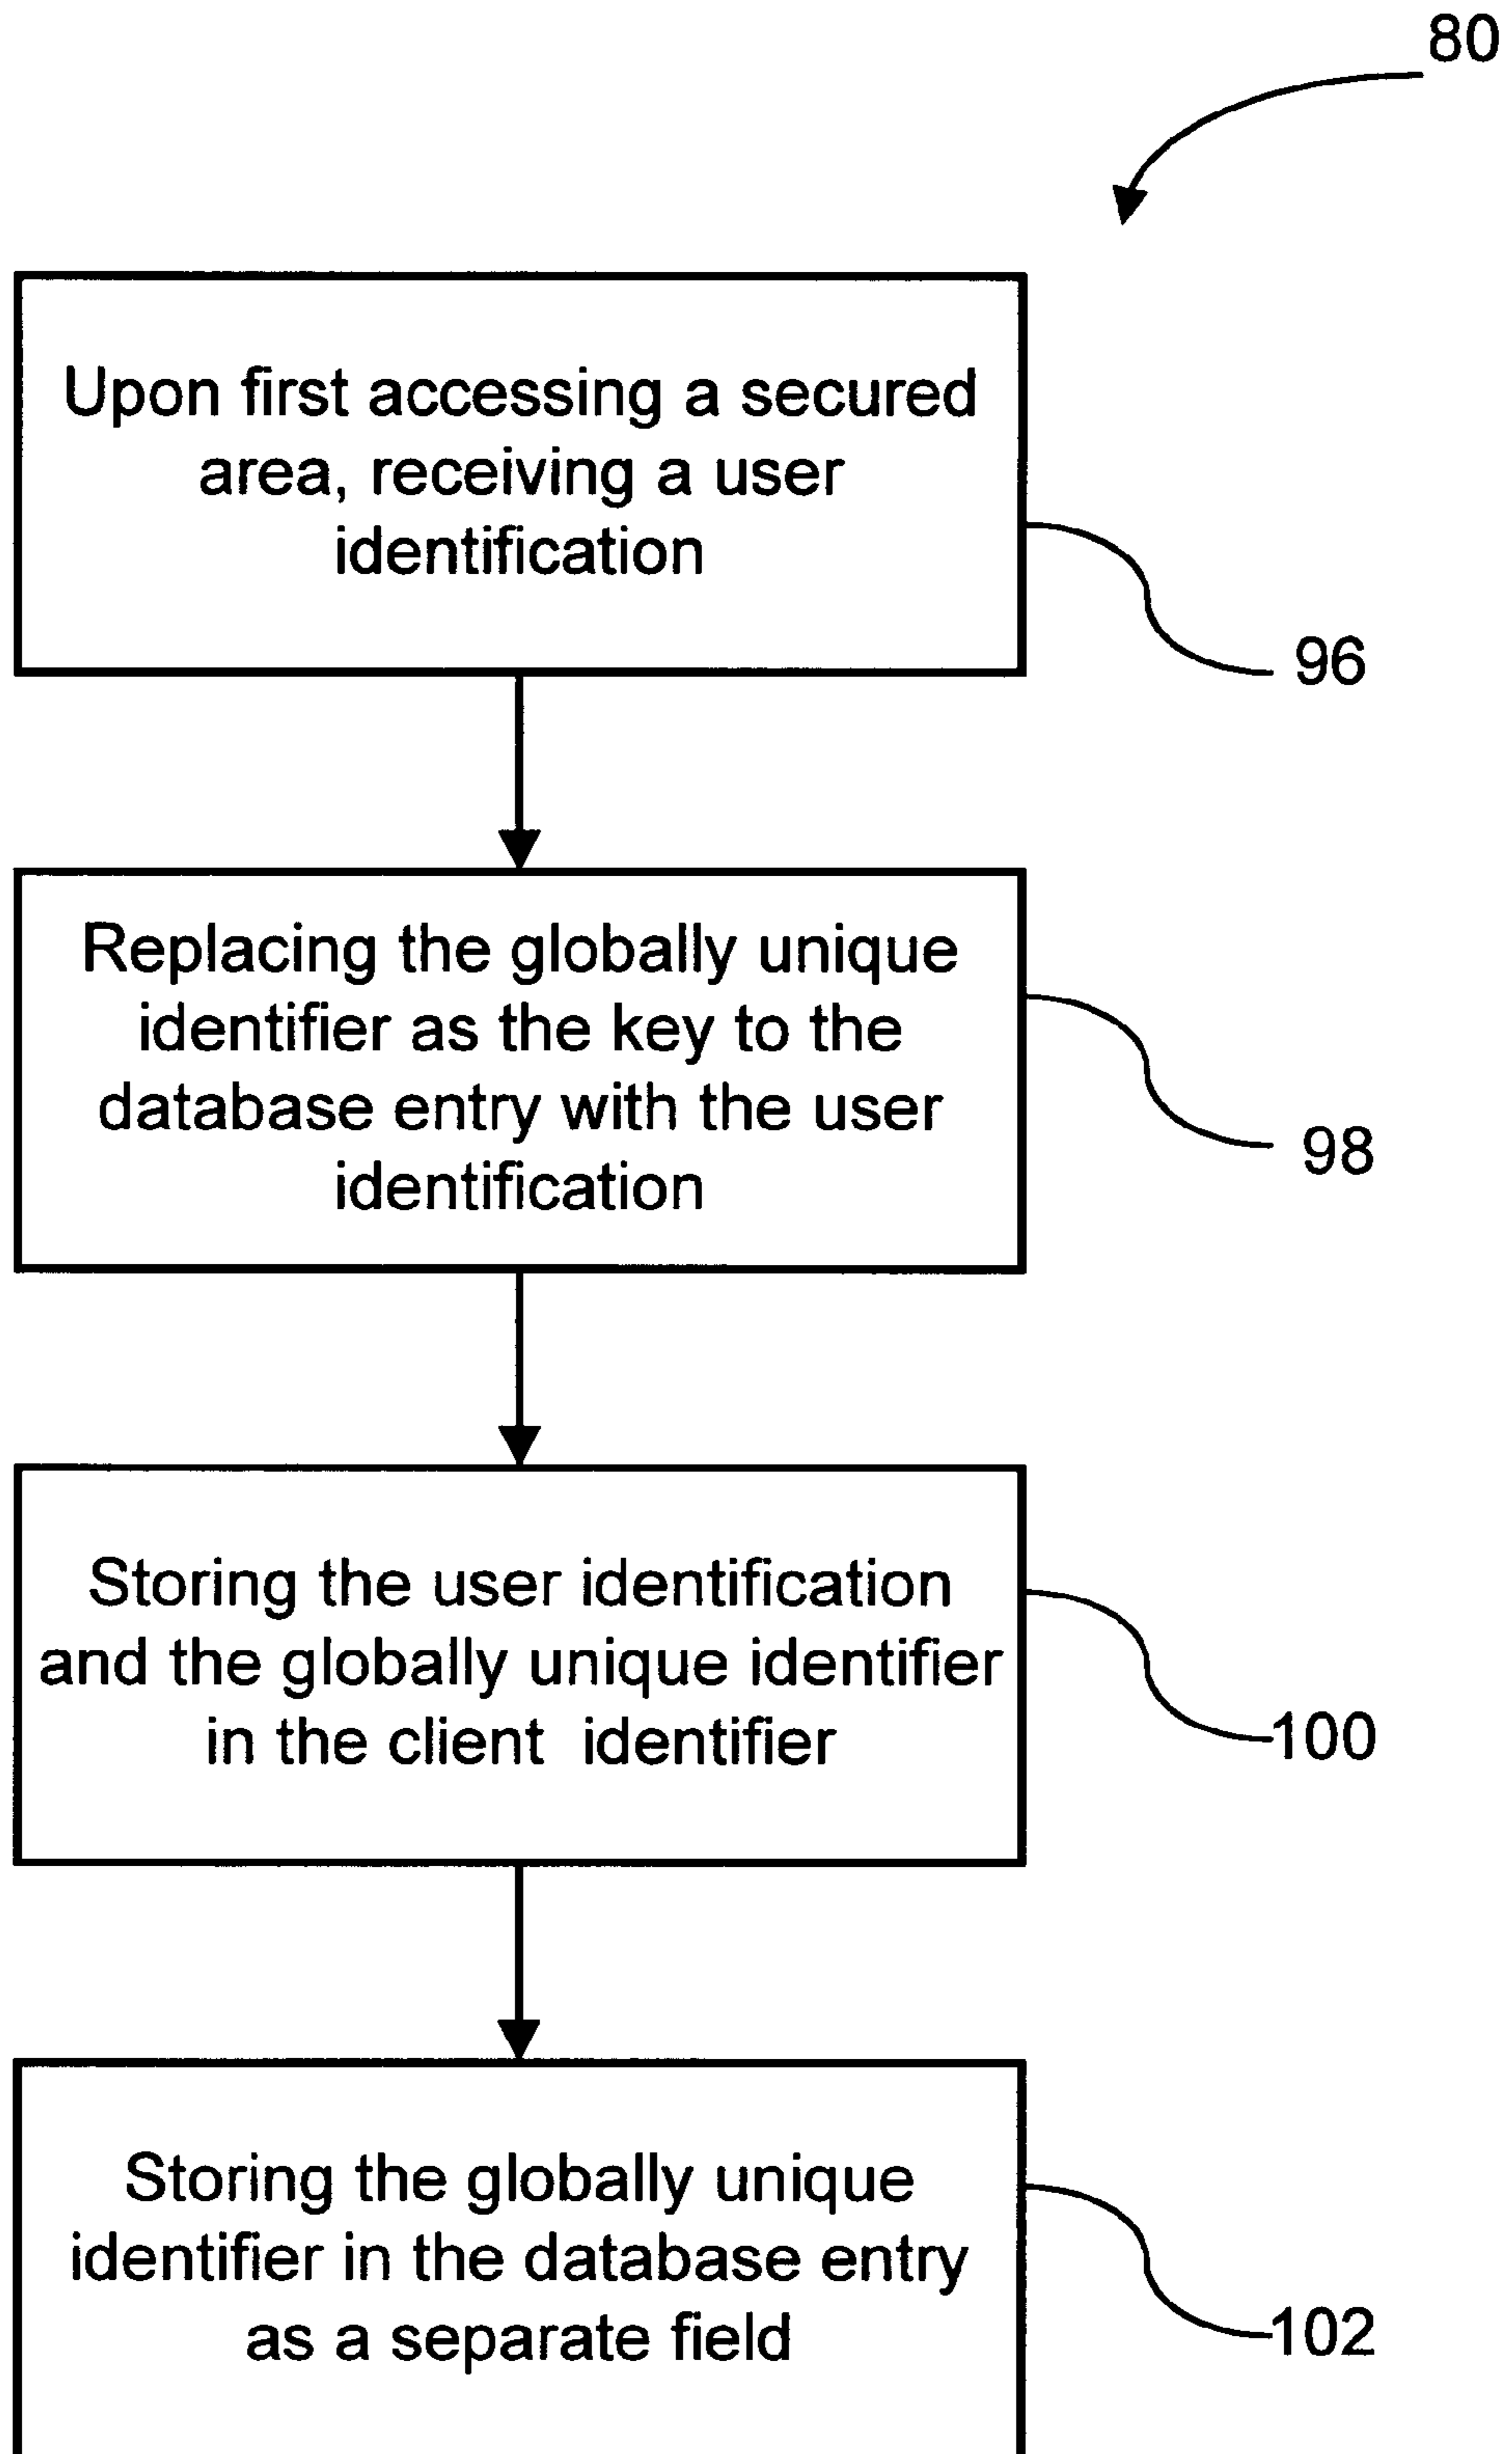 80
Upon first accessing a secured
area, receiving a user
identification
96
Replacing the globally unique
identifier as the key to the
database entry with the user
identification
98
Storing the user identification
and the globally unique identifier
in the client identifier
100
Storing the globally unique
identifier in the database entry
as a separate field
102